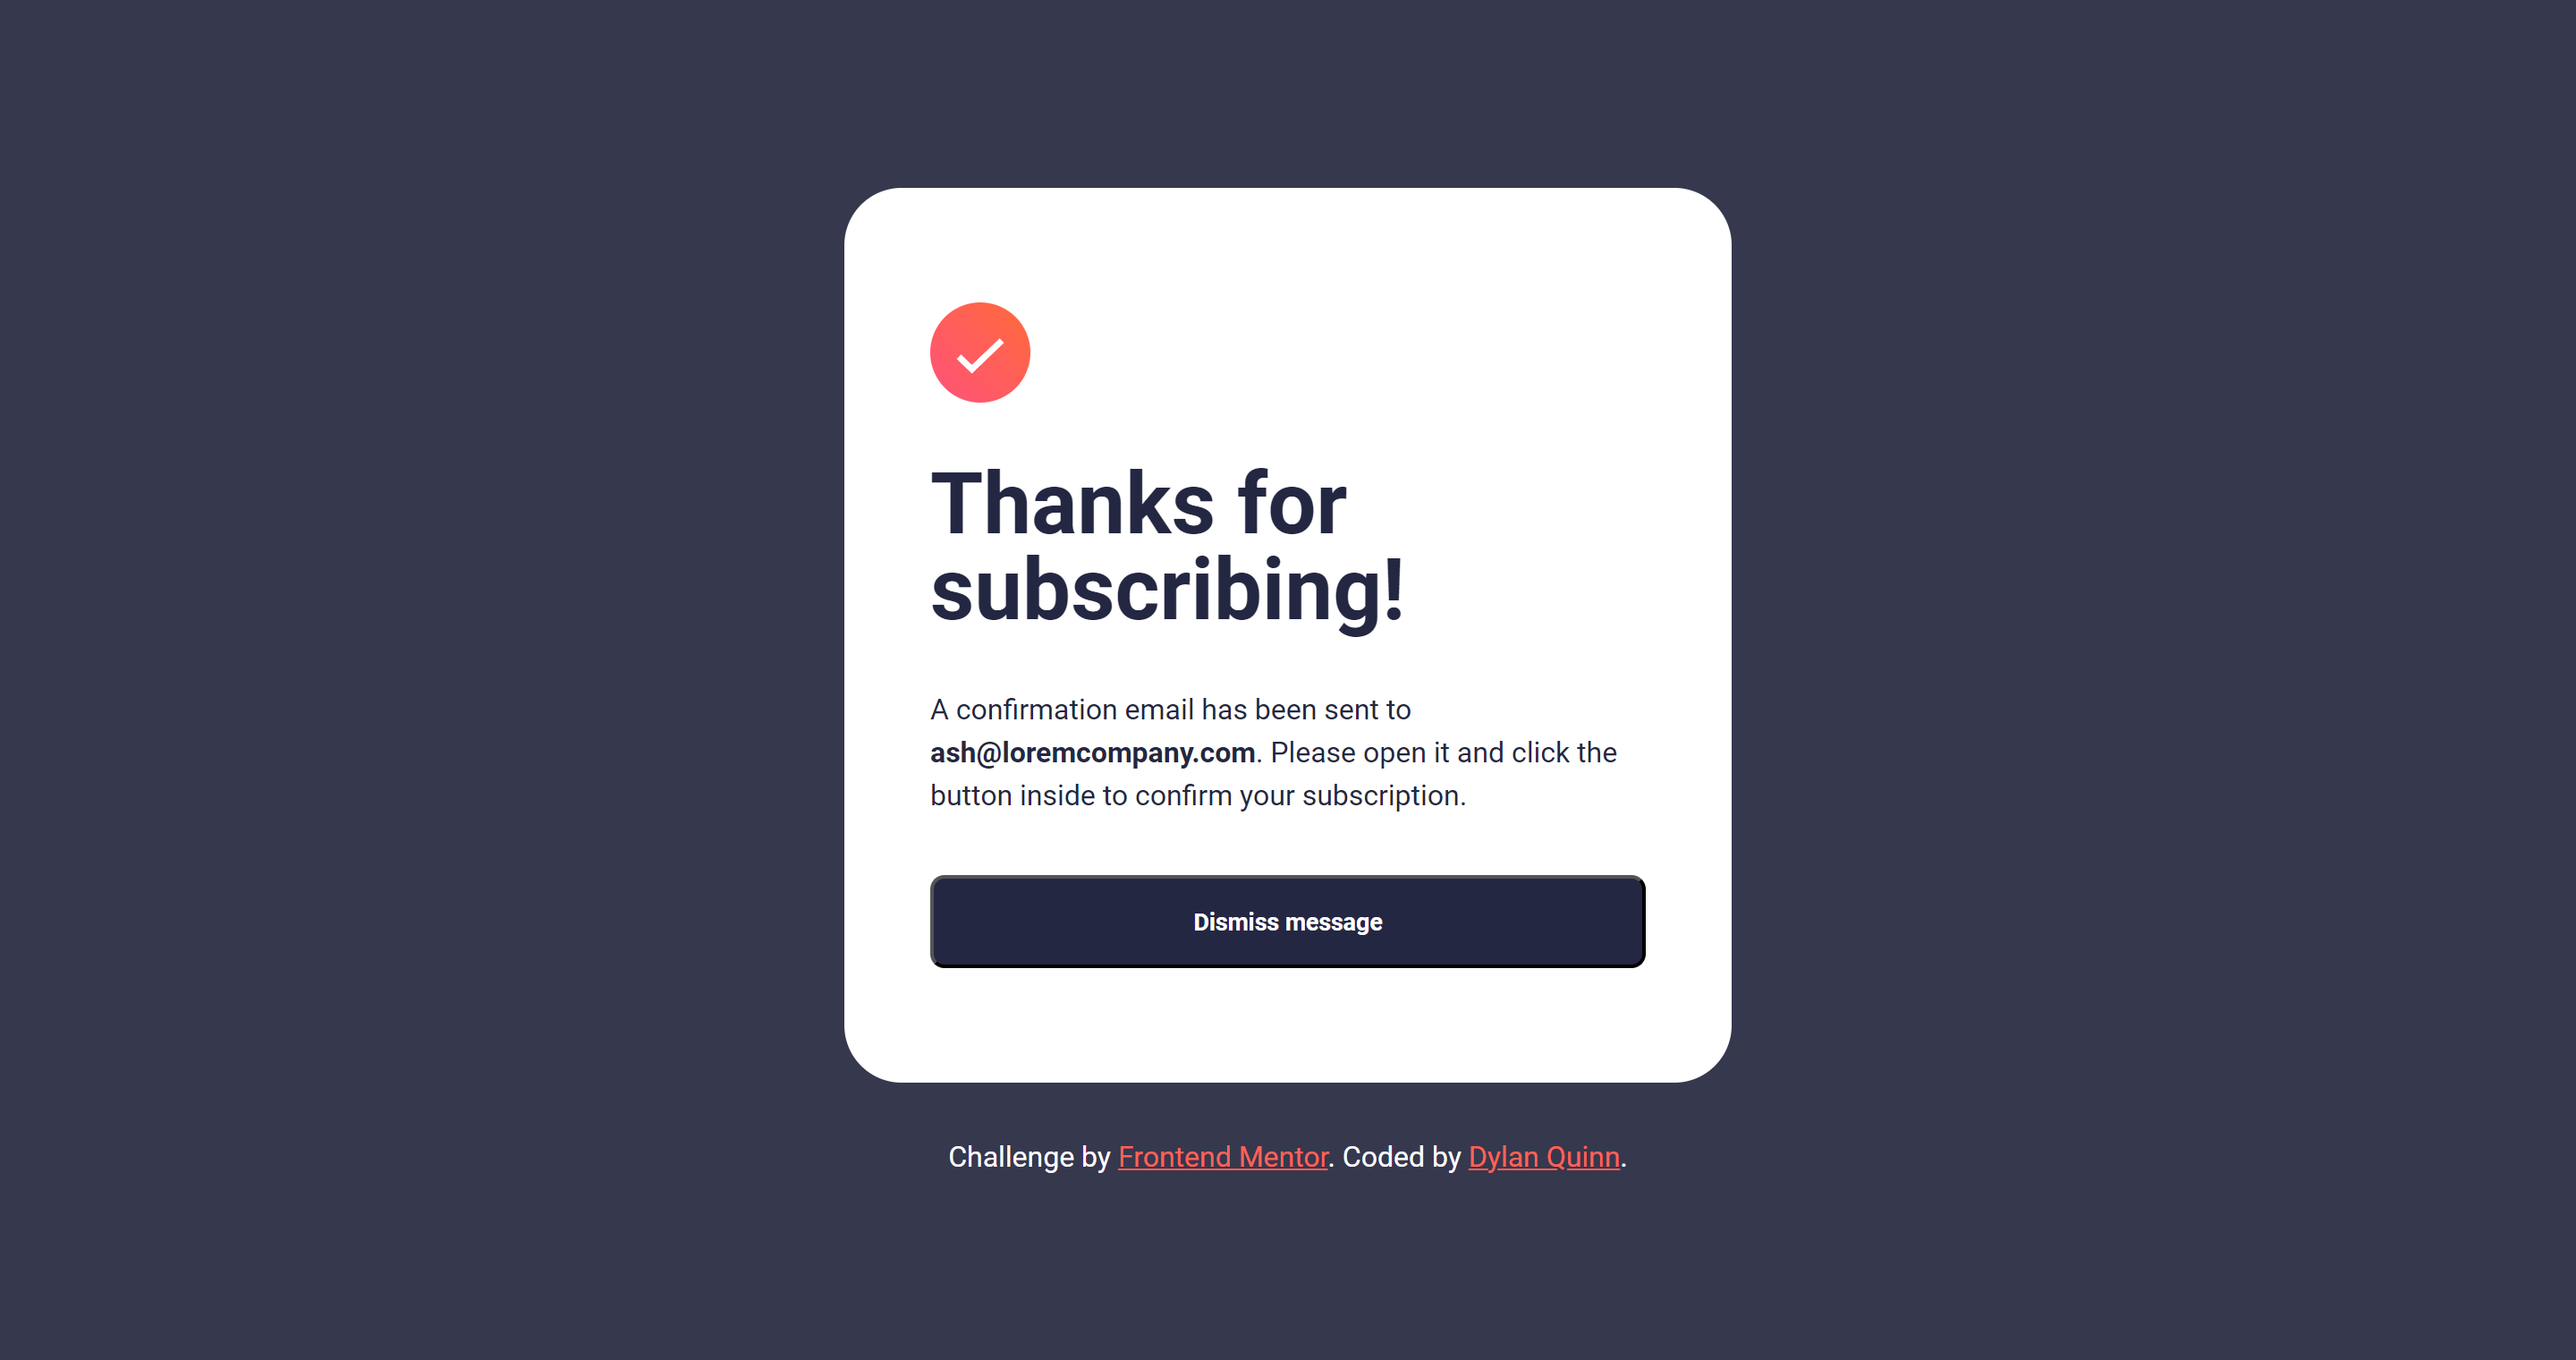 Thanks for
subscribing!
A confirmation email has been sent to
ash@loremcompany.com. Please open it and click the
button inside to confirm your subscription.
Dismiss message
Challenge by Frontend Mentor. Coded by Dylan Quinn.